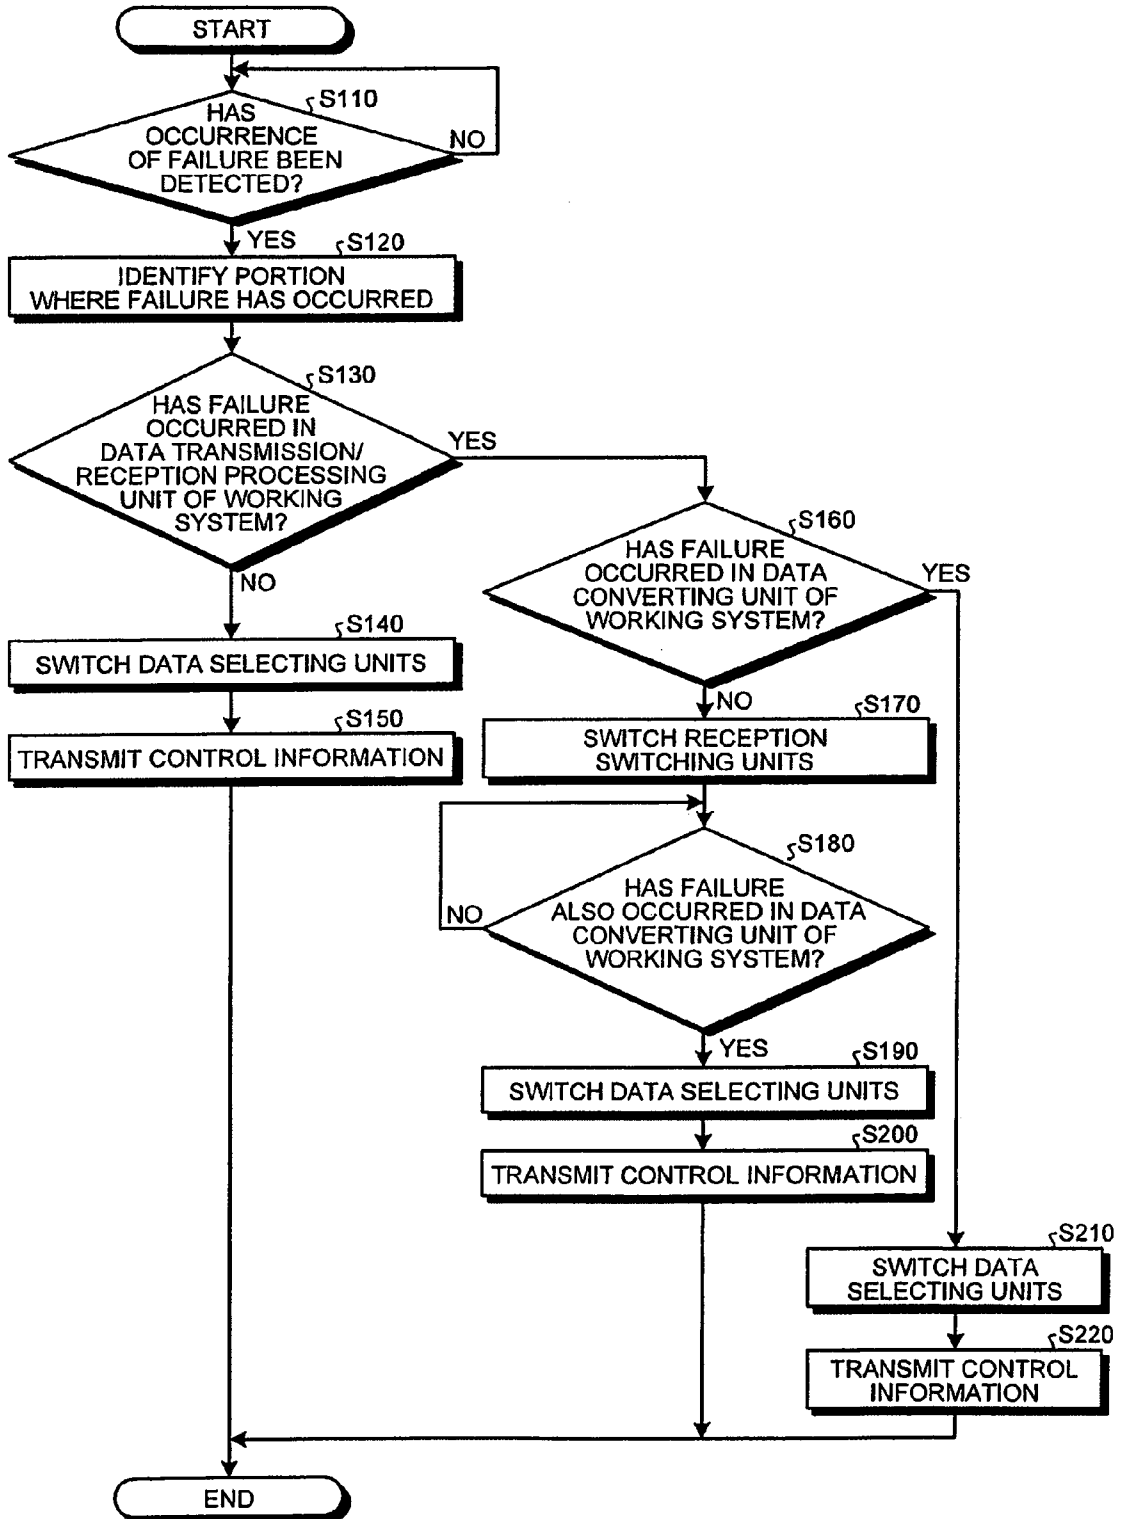 START
S110
HAS
OCCURRENCE
OF FAILURE BEEN
DETECTED?
NO
YES
S120
IDENTIFY PORTION
WHERE FAILURE HAS OCCURRED
S130
HAS FAILURE
OCCURRED IN
DATA TRANSMISSION/
RECEPTION PROCESSING
UNIT OF WORKING
SYSTEM?
YES
NO
S140
SWITCH DATA SELECTING UNITS
S150
TRANSMIT CONTROL INFORMATION
S160
HAS FAILURE
OCCURRED IN DATA
CONVERTING UNIT OF
WORKING SYSTEM?
YES
NO
S170
SWITCH RECEPTION
SWITCHING UNITS
S180
HAS FAILURE
ALSO OCCURRED IN DATA
CONVERTING UNIT OF
WORKING SYSTEM?
NO
YES
S190
SWITCH DATA SELECTING UNITS
S200
TRANSMIT CONTROL INFORMATION
S210
SWITCH DATA
SELECTING UNITS
S220
TRANSMIT CONTROL
INFORMATION
END